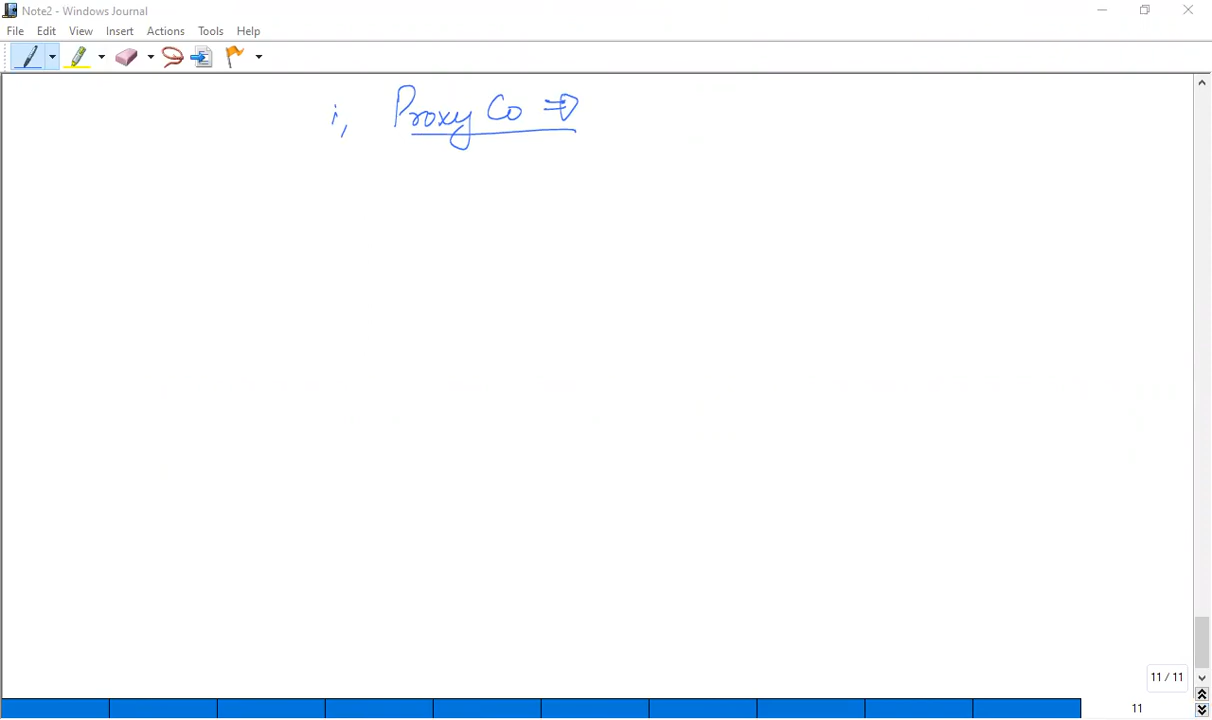 Note2 - Windows Journal
File Edit View Insert Actions Tools Help
i, Proxy Co ⇒
11 / 11
11